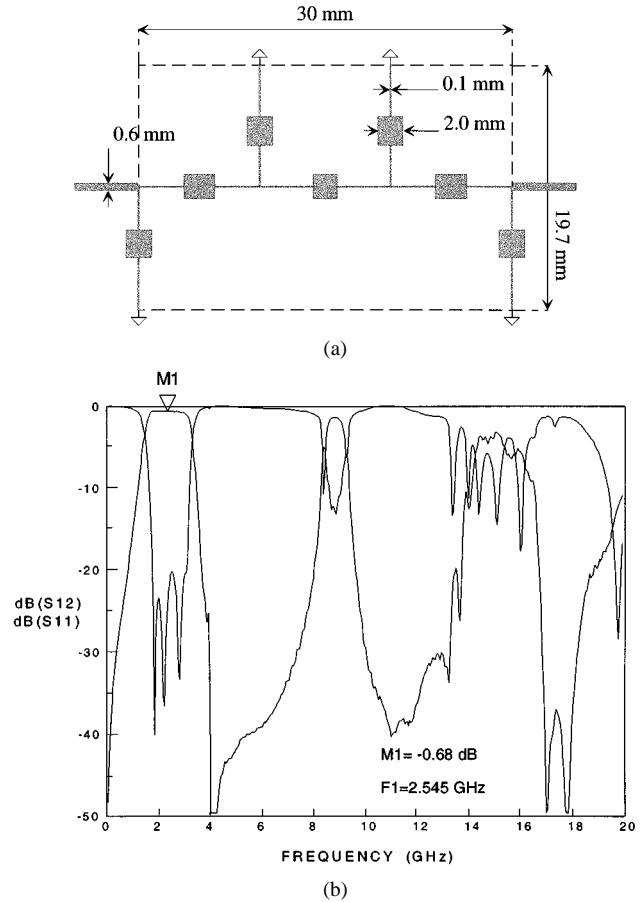 30 mm
0.1 mm
0.6 mm
2.0 mm
19.7 mm
(a)
M1
0
-10
-20
dB(S12)
dB(S11)
-30
-40
M1= -0.68 dB
F1=2.545 GHz
-50
0 2 4 6 8 10 12 14 16 18 20
FREQUENCY (GHz)
(b)